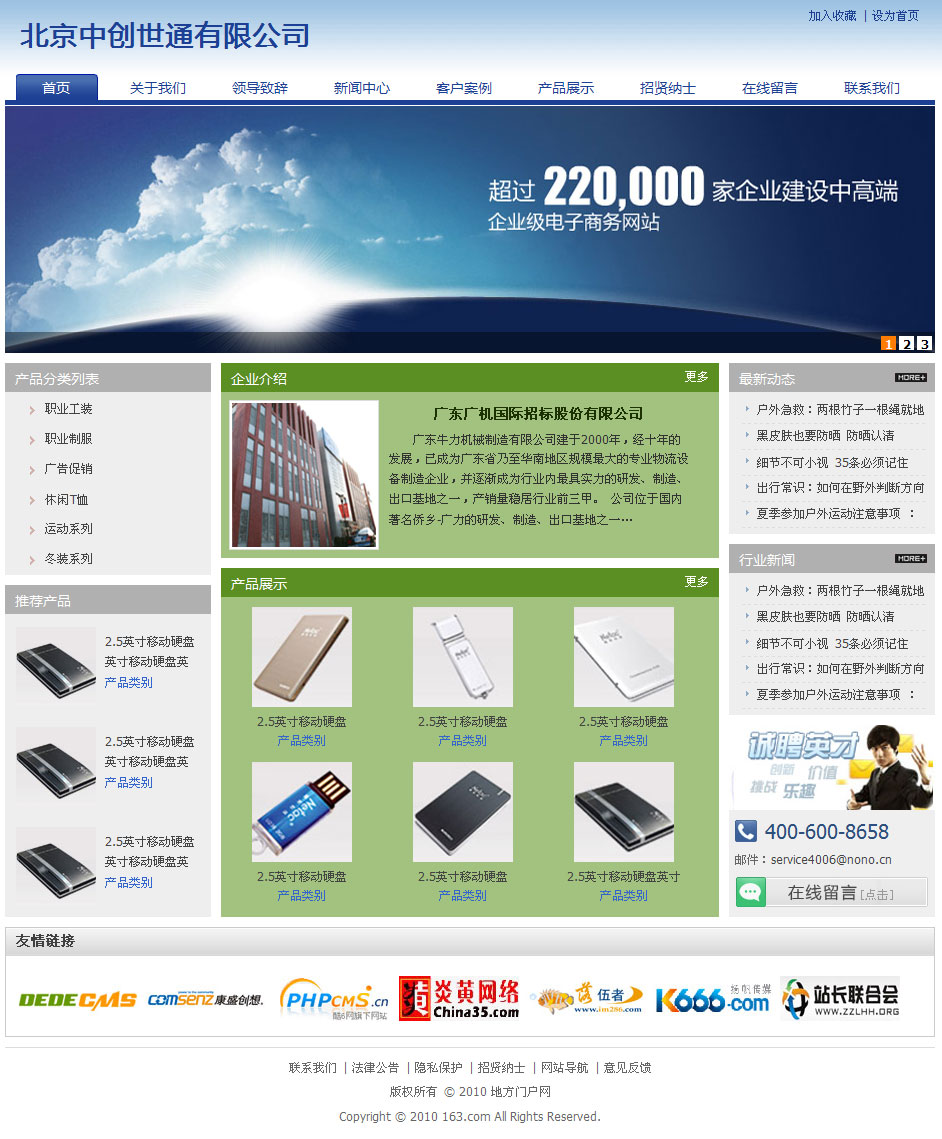 加入收藏 | 设为首页
北京中创世通有限公司
首页 关于我们 领导致辞 新闻中心 客户案例 产品展示 招贤纳士 在线留言 联系我们
超过 220,000 家企业建设中高端
企业级电子商务网站
1 2 3
产品分类列表
职业工装
职业制服
广告促销
休闲T恤
运动系列
冬装系列
推荐产品
2.5英寸移动硬盘
英寸移动硬盘英
产品类别
2.5英寸移动硬盘
英寸移动硬盘英
产品类别
2.5英寸移动硬盘
英寸移动硬盘英
产品类别
企业介绍 更多
广东广机国际招标股份有限公司
广东牛力机械制造有限公司建于2000年，经十年的
发展，已成为广东省乃至华南地区规模最大的专业物流设
备制造企业，并逐渐成为行业内最具实力的研发、制造、
出口基地之一，产销量稳居行业前三甲。 公司位于国内
著名侨乡-广力的研发、制造、出口基地之一…
产品展示 更多
2.5英寸移动硬盘 2.5英寸移动硬盘 2.5英寸移动硬盘
产品类别 产品类别 产品类别
Netac
2.5英寸移动硬盘 2.5英寸移动硬盘 2.5英寸移动硬盘英寸
产品类别 产品类别 产品类别
最新动态 MORE+
户外急救：两根竹子一根绳就地
黑皮肤也要防晒 防晒认清
细节不可小视 35条必须记住
出行常识：如何在野外判断方向
夏季参加户外运动注意事项 ：
行业新闻 MORE+
户外急救：两根竹子一根绳就地
黑皮肤也要防晒 防晒认清
细节不可小视 35条必须记住
出行常识：如何在野外判断方向
夏季参加户外运动注意事项 ：
诚聘英才
创新 价值
挑战 乐趣
400-600-8658
邮件：service4006@nono.cn
在线留言 [点击]
友情链接
DEDECMS
COMSENZ 康盛创想.
PHPCMS.cn
酷6网旗下网站
炎黄网络
China35.com
伍者
www.im286.com
K666.com
扬帆传媒
站长联合会
WWW.ZZLHH.ORG
联系我们 | 法律公告 | 隐私保护 | 招贤纳士 | 网站导航 | 意见反馈
版权所有 © 2010 地方门户网
Copyright © 2010 163.com All Rights Reserved.